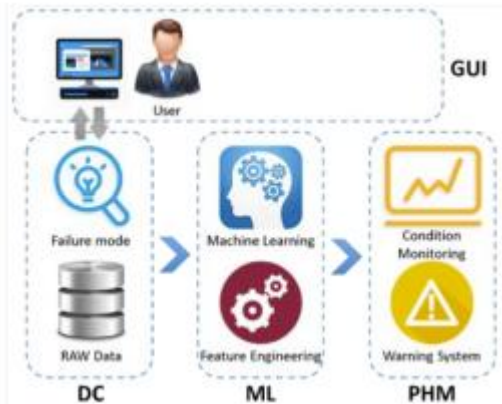 GUI
User
Failure mode
Machine Learning
Condition
Monitoring
RAW Data
Feature Engineering
Warning System
DC
ML
PHM